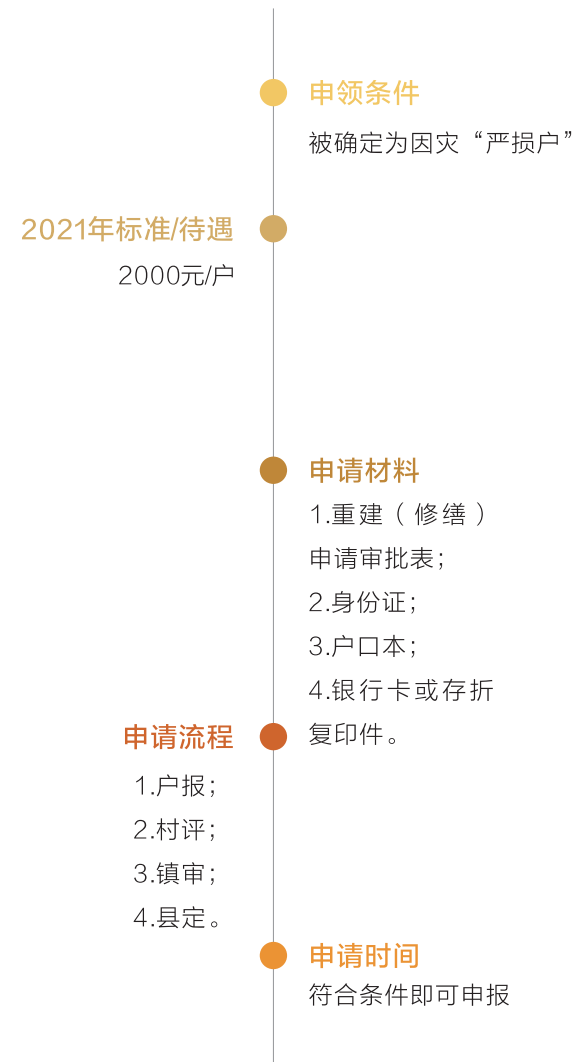 申领条件
被确定为因灾“严损户”
2021年标准/待遇
2000元/户
申请材料
1.重建（修缮）
申请审批表；
2.身份证；
3.户口本；
4.银行卡或存折
复印件。
申请流程
1.户报；
2.村评；
3.镇审；
4.县定。
申请时间
符合条件即可申报